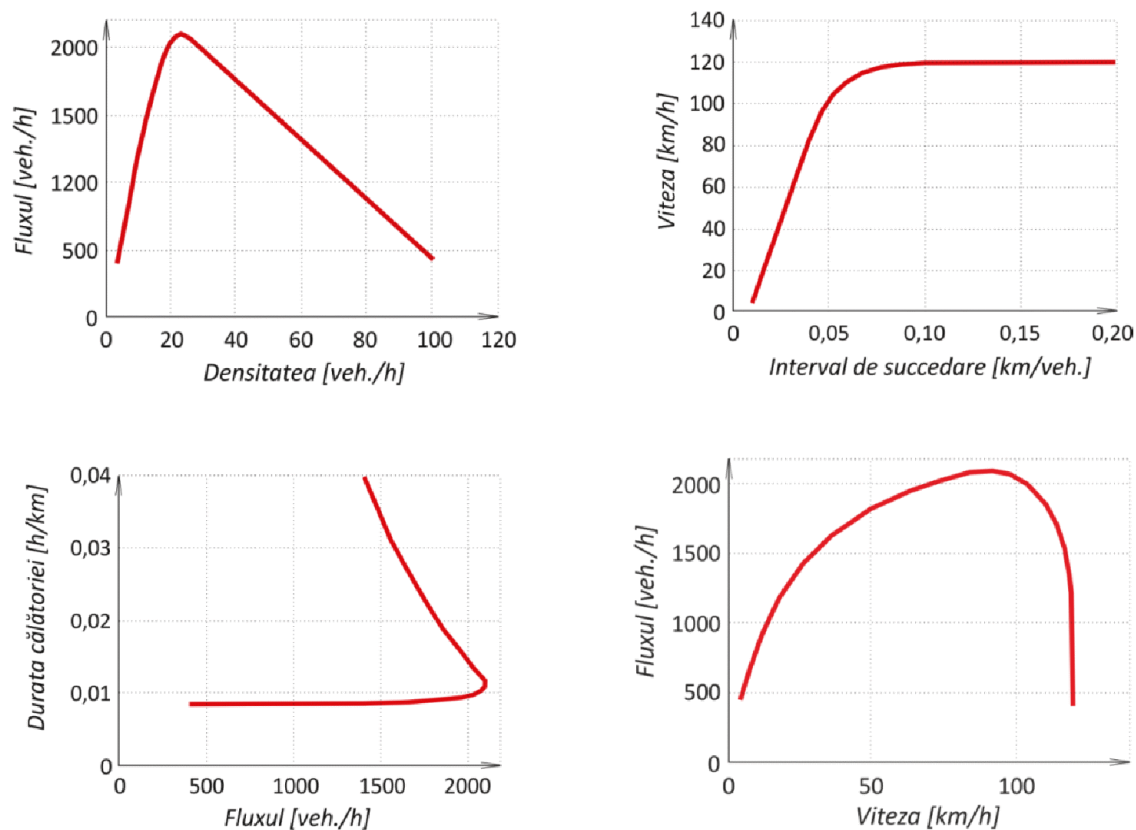 Fluxul [veh./h]
2000
1500
1200
500
0
0 20 40 60 80 100 120
Densitatea [veh./h]
Viteza [km/h]
140
120
100
80
60
40
20
0
0 0,05 0,10 0,15 0,20
Interval de succedare [km/veh.]
Durata călătoriei [h/km]
0,04
0,03
0,02
0,01
0
0 500 1000 1500 2000
Fluxul [veh./h]
Fluxul [veh./h]
2000
1500
1000
500
0
0 50 100
Viteza [km/h]